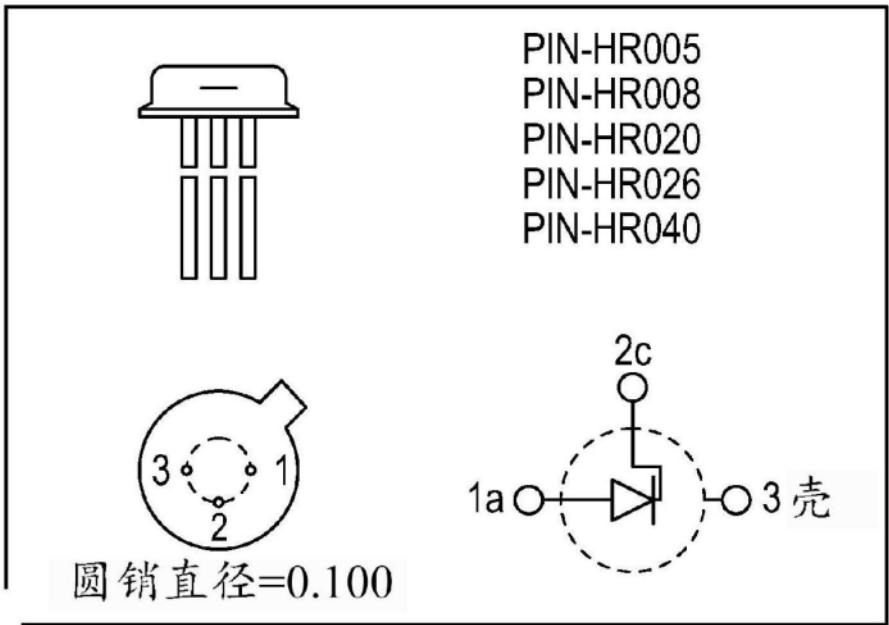 PIN-HR005
PIN-HR008
PIN-HR020
PIN-HR026
PIN-HR040
2c
1a
3 壳
3
1
2
圆销直径=0.100